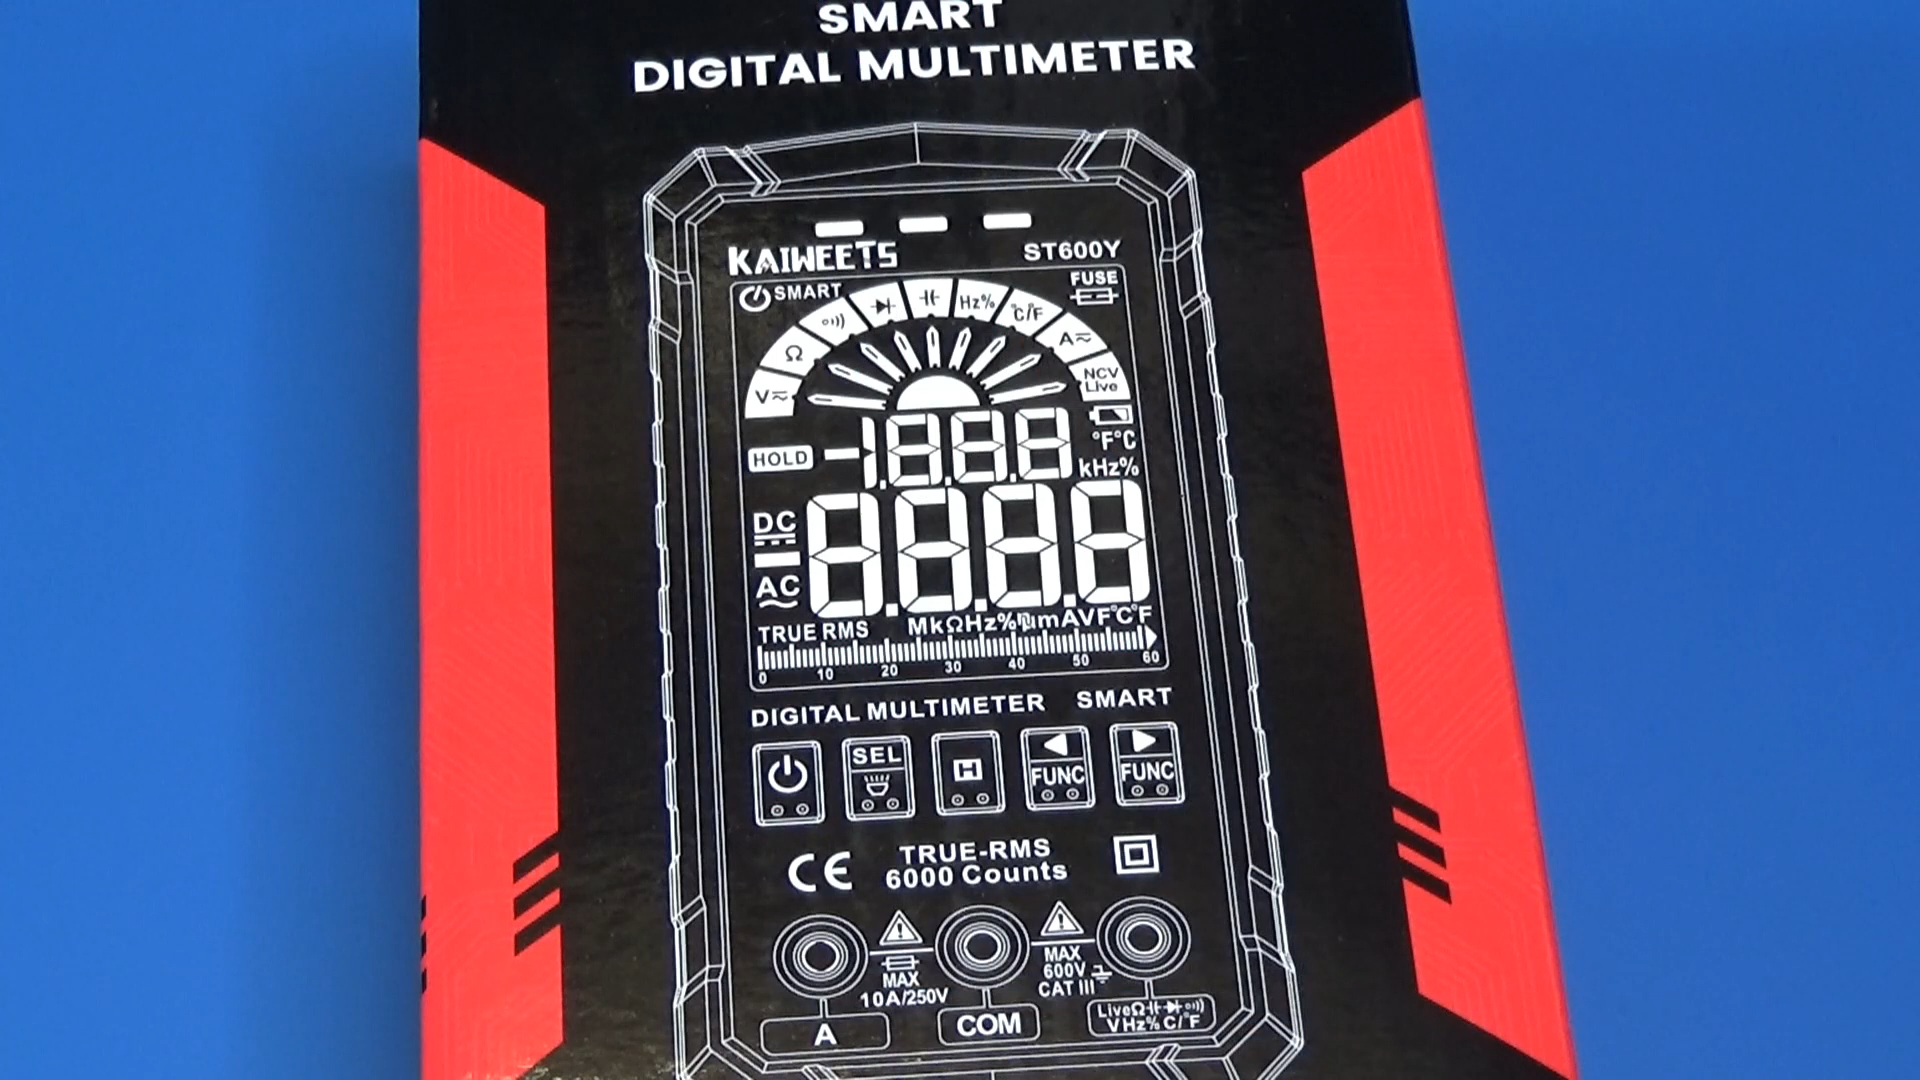 SMART
DIGITAL MULTIMETER
KAIWEETS ST600Y
SMART FUSE
V Ω Hz% °C/°F A NCV Live
HOLD -1.8.8.8 °F°C
kHz%
DC
8.8.8.8
AC
TRUE RMS MkΩHz%nµmAVF°C°F
0 10 20 30 40 50 60
DIGITAL MULTIMETER SMART
SEL H FUNC FUNC
CE TRUE-RMS
6000 Counts
MAX
10A/250V
MAX
600V
CAT III
A COM LiveΩ
VHz%°C/°F